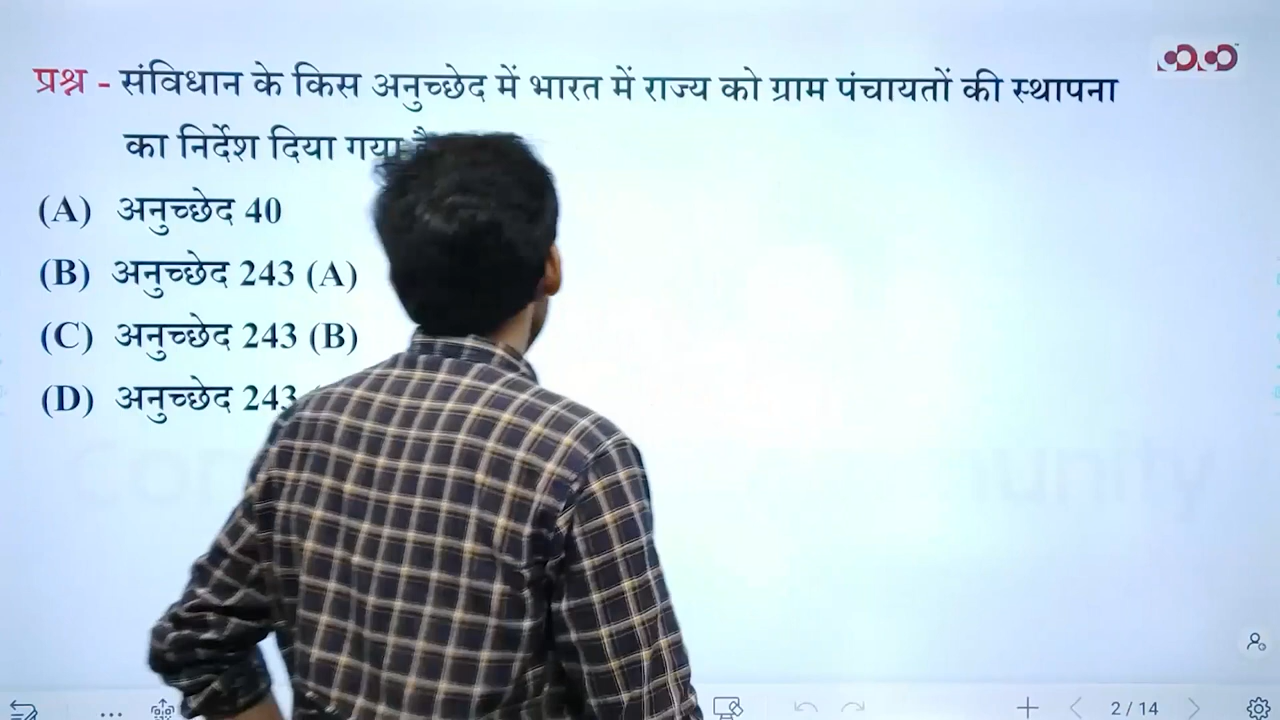 प्रश्न - संविधान के किस अनुच्छेद में भारत में राज्य को ग्राम पंचायतों की स्थापना
का निर्देश दिया गया
(A) अनुच्छेद 40
(B) अनुच्छेद 243 (A)
(C) अनुच्छेद 243 (B)
(D) अनुच्छेद 243
2 / 14